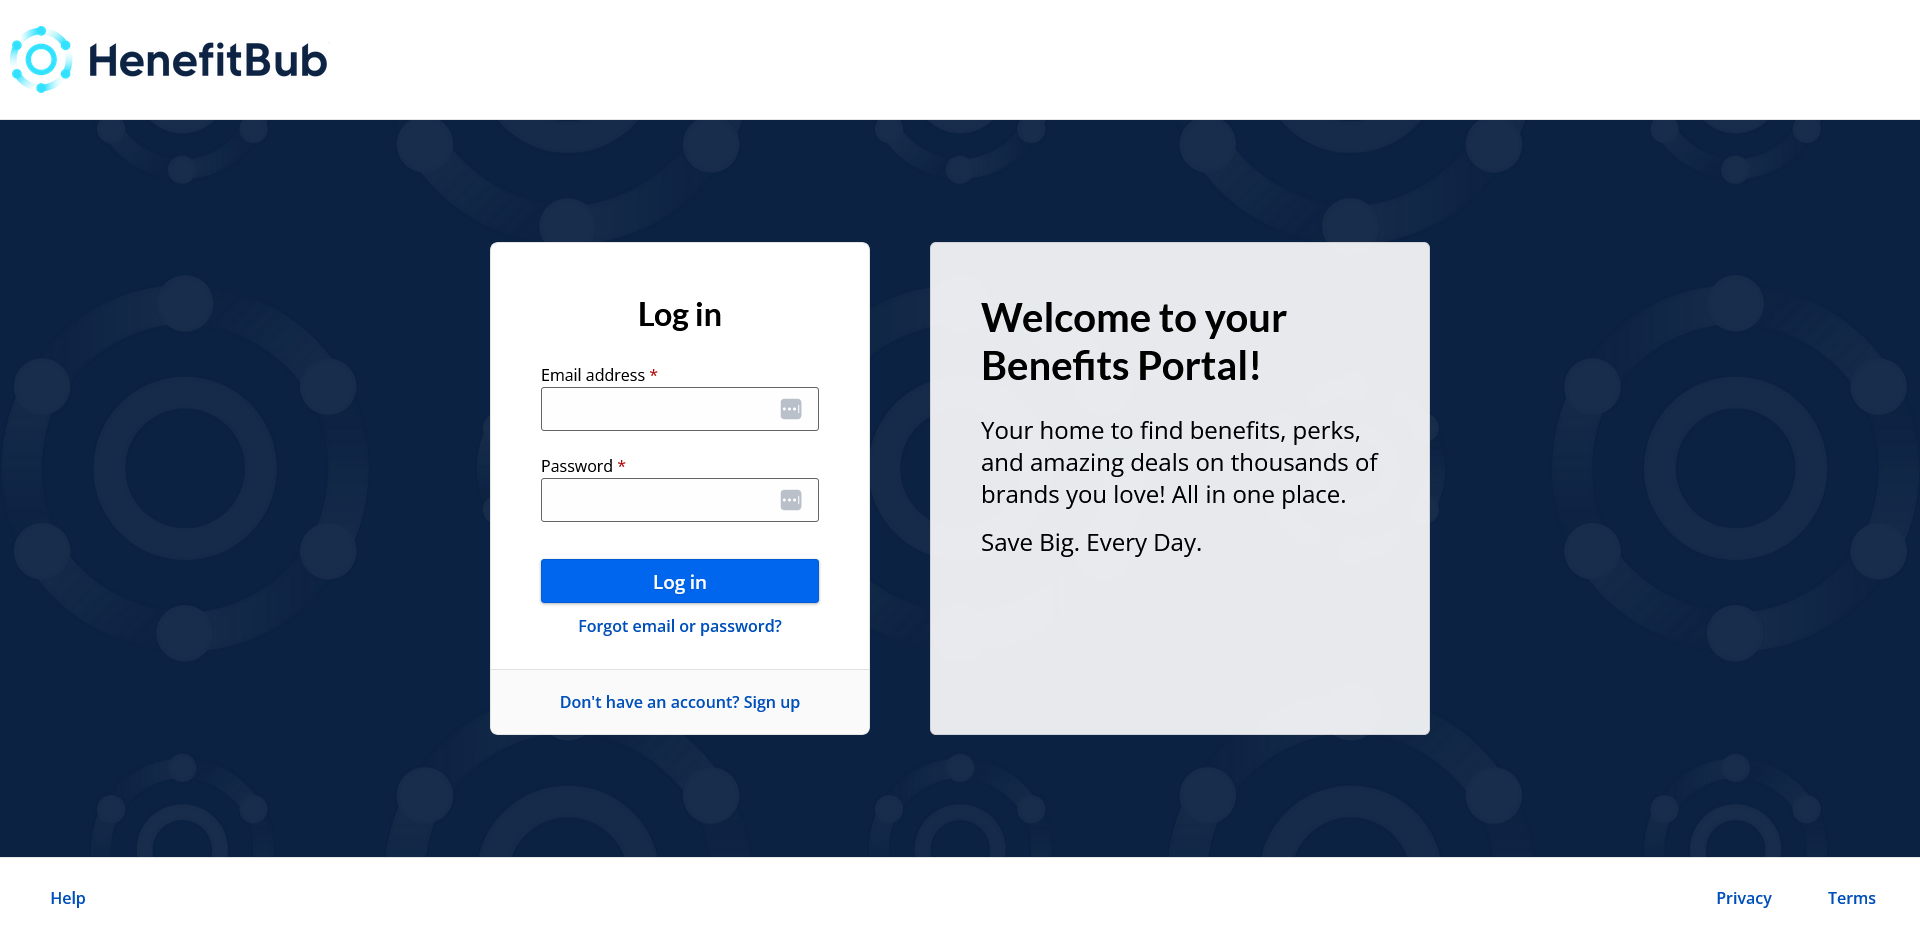 HenefitBub
Log in
Email address *
Password *
Log in
Forgot email or password?
Don't have an account? Sign up
Welcome to your
Benefits Portal!
Your home to find benefits, perks,
and amazing deals on thousands of
brands you love! All in one place.
Save Big. Every Day.
Help
Privacy
Terms